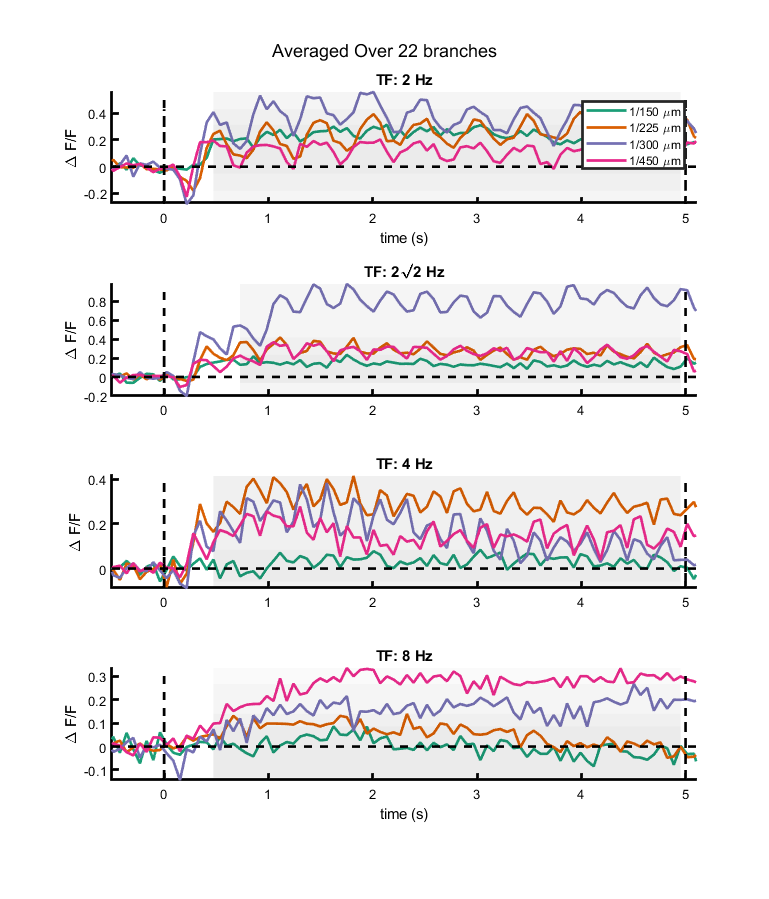 Averaged Over 22 branches
TF: 2 Hz
Δ F/F
0.4
0.2
0
-0.2
1/150 μm
1/225 μm
1/300 μm
1/450 μm
0 1 2 3 4 5
time (s)
TF: 2√2 Hz
Δ F/F
0.8
0.6
0.4
0.2
0
-0.2
0 1 2 3 4 5
TF: 4 Hz
Δ F/F
0.4
0.2
0
0 1 2 3 4 5
TF: 8 Hz
Δ F/F
0.3
0.2
0.1
0
-0.1
0 1 2 3 4 5
time (s)